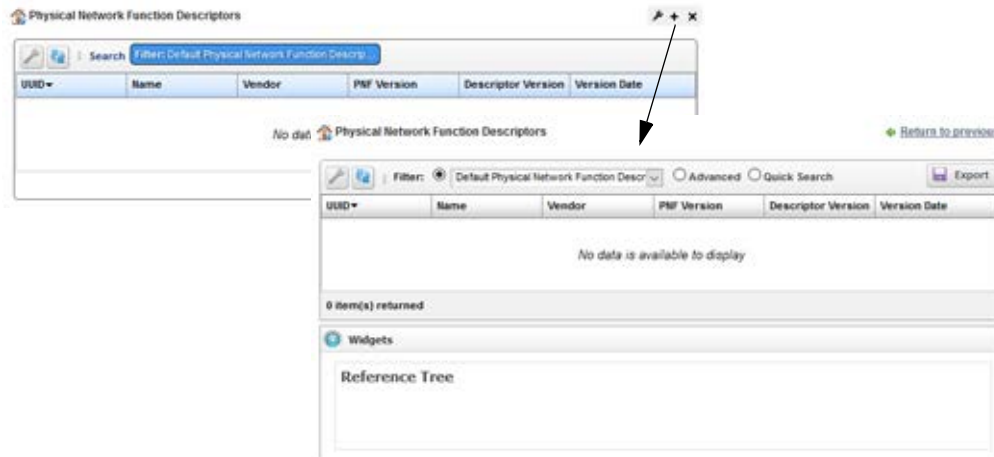 Physical Network Function Descriptors
Search Filter: Default Physical Network Function Descrip...
UUID Name Vendor PNF Version Descriptor Version Version Date
No dat
Physical Network Function Descriptors
Return to previous
Filter: Default Physical Network Function Descr Advanced Quick Search Export
UUID Name Vendor PNF Version Descriptor Version Version Date
No data is available to display
0 item(s) returned
Widgets
Reference Tree